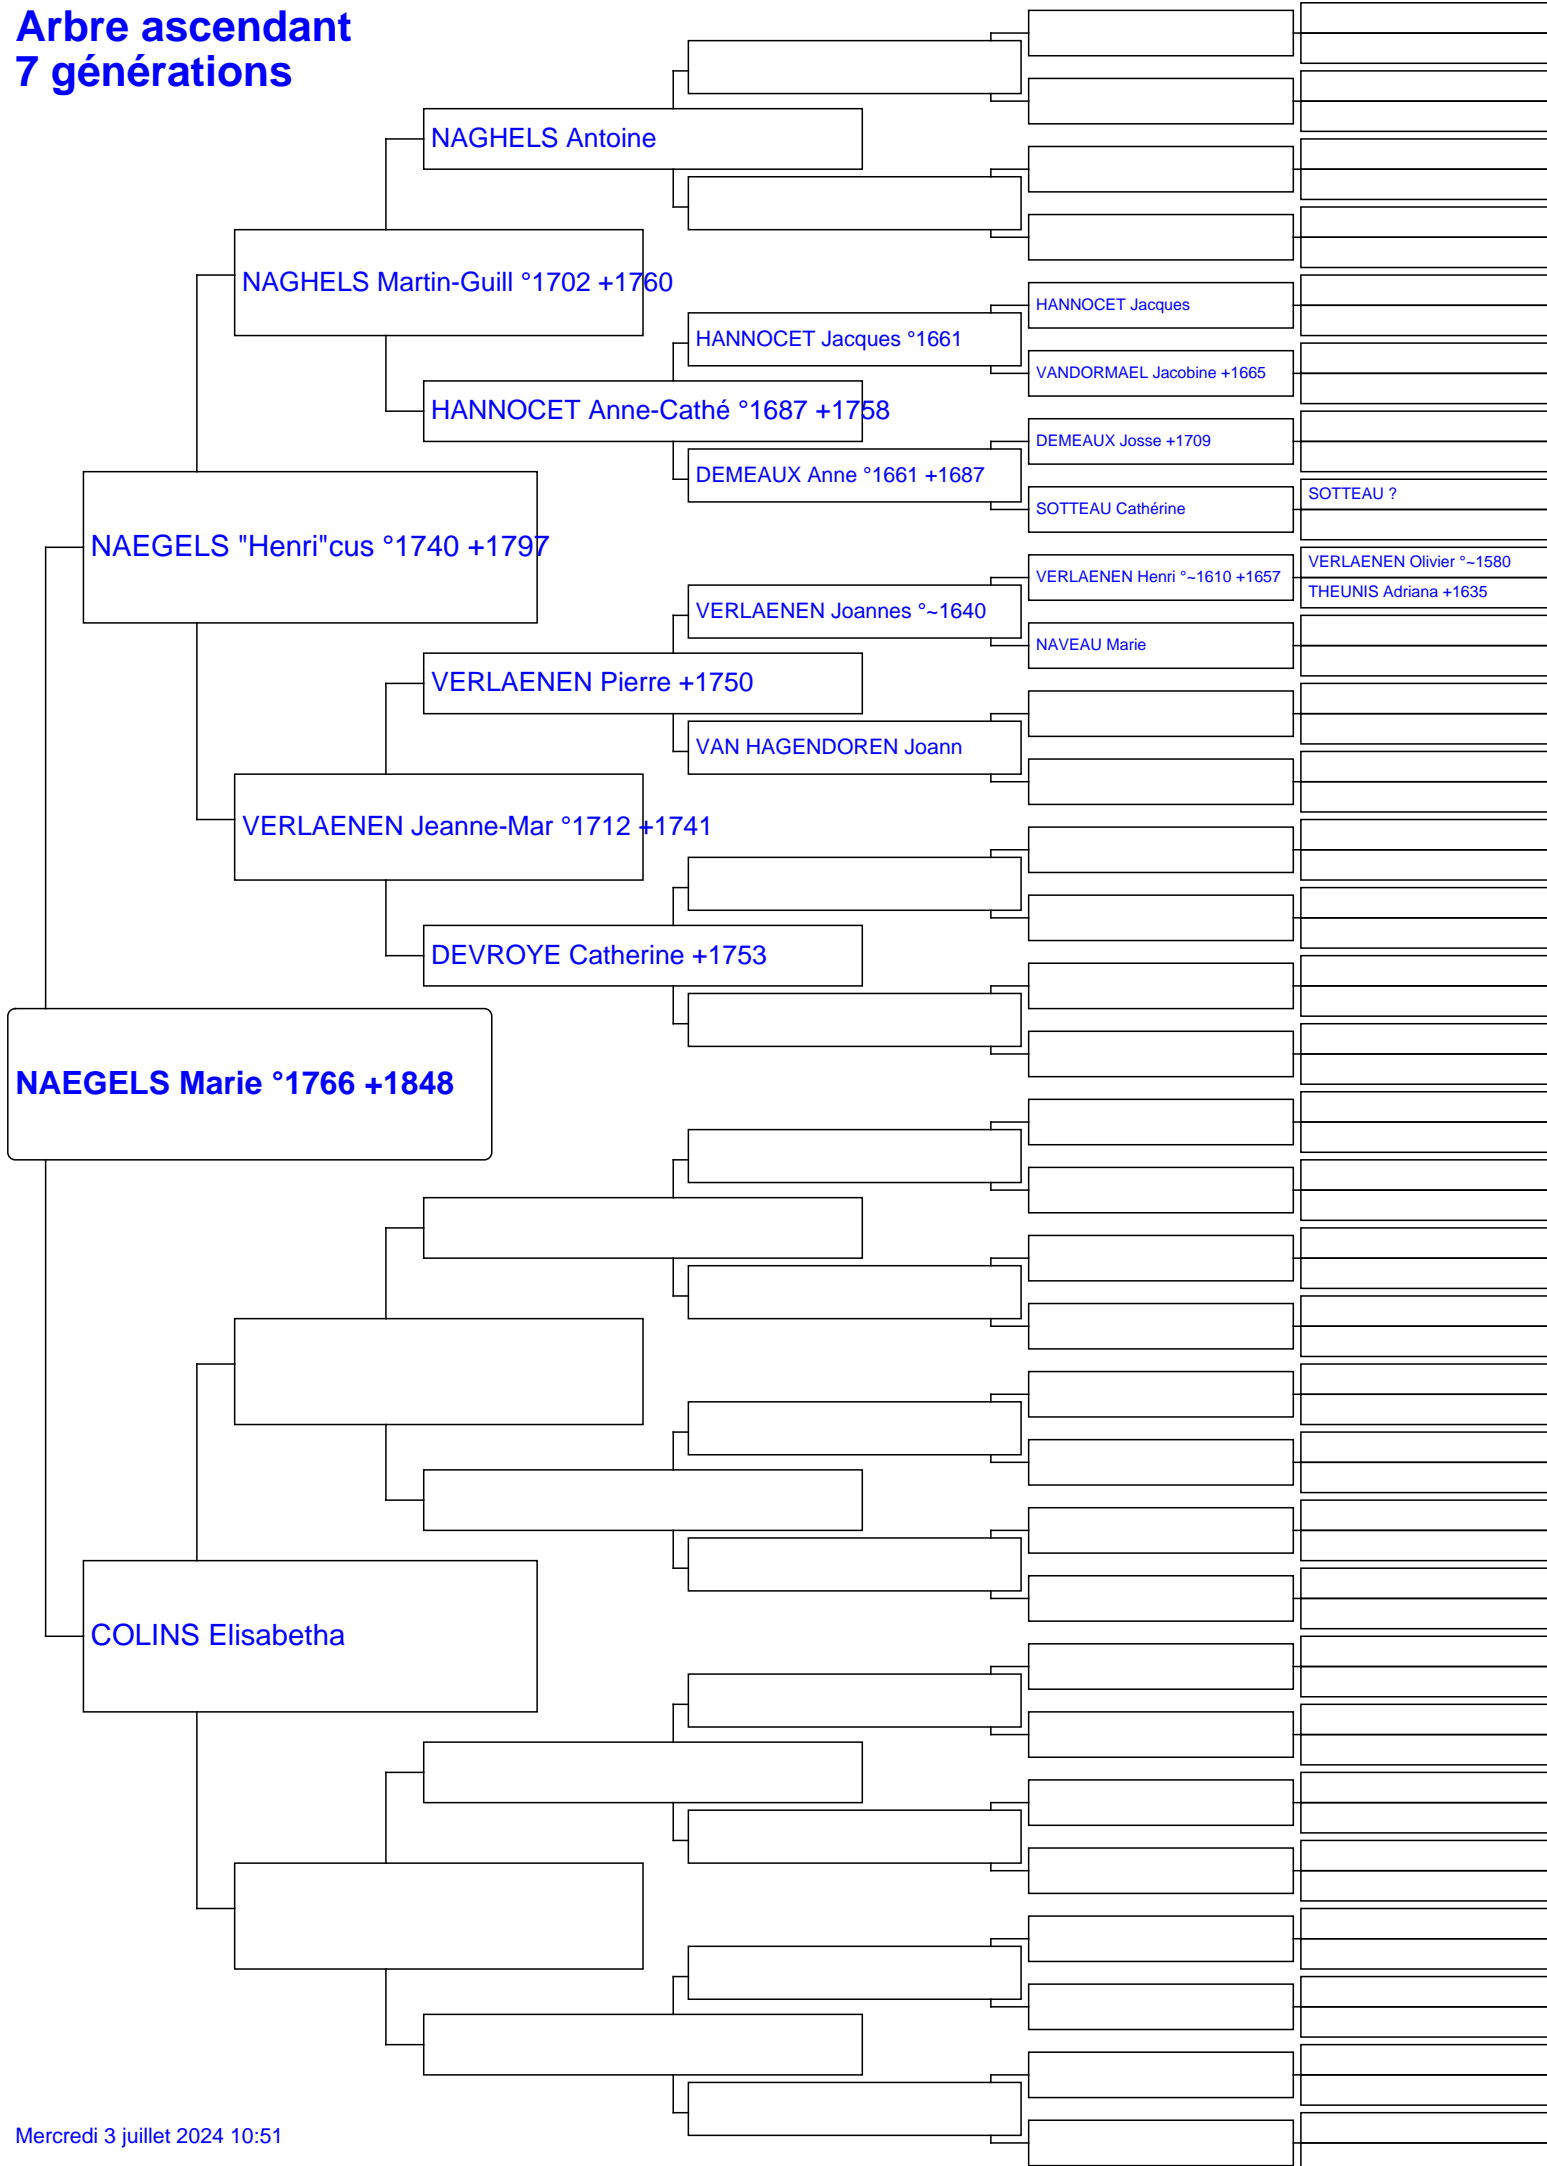 Arbre ascendant
7 générations
NAGHELS Antoine
NAGHELS Martin-Guill °1702 +1760
HANNOCET Jacques
HANNOCET Jacques °1661
VANDORMAEL Jacobine +1665
HANNOCET Anne-Cathé °1687 +1758
DEMEAUX Josse +1709
DEMEAUX Anne °1661 +1687
SOTTEAU ?
SOTTEAU Cathérine
NAEGELS "Henri"cus °1740 +1797
VERLAENEN Olivier °~1580
VERLAENEN Henri °~1610 +1657
THEUNIS Adriana +1635
VERLAENEN Joannes °~1640
NAVEAU Marie
VERLAENEN Pierre +1750
VAN HAGENDOREN Joann
VERLAENEN Jeanne-Mar °1712 +1741
DEVROYE Catherine +1753
NAEGELS Marie °1766 +1848
COLINS Elisabetha
Mercredi 3 juillet 2024 10:51